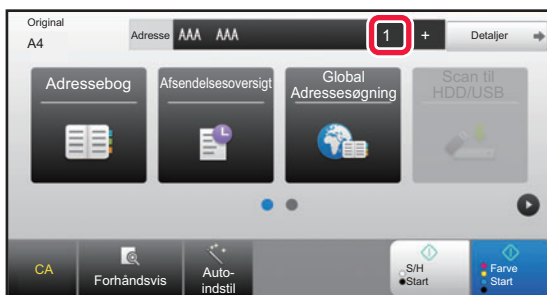 Original
A4
Adresse AAA AAA 1 + Detaljer
Adressebog
Afsendelsesoversigt
Global
Adressesøgning
Scan til
HDD/USB
CA
Forhåndsvis
Auto-
indstil
S/H
Start
Farve
Start